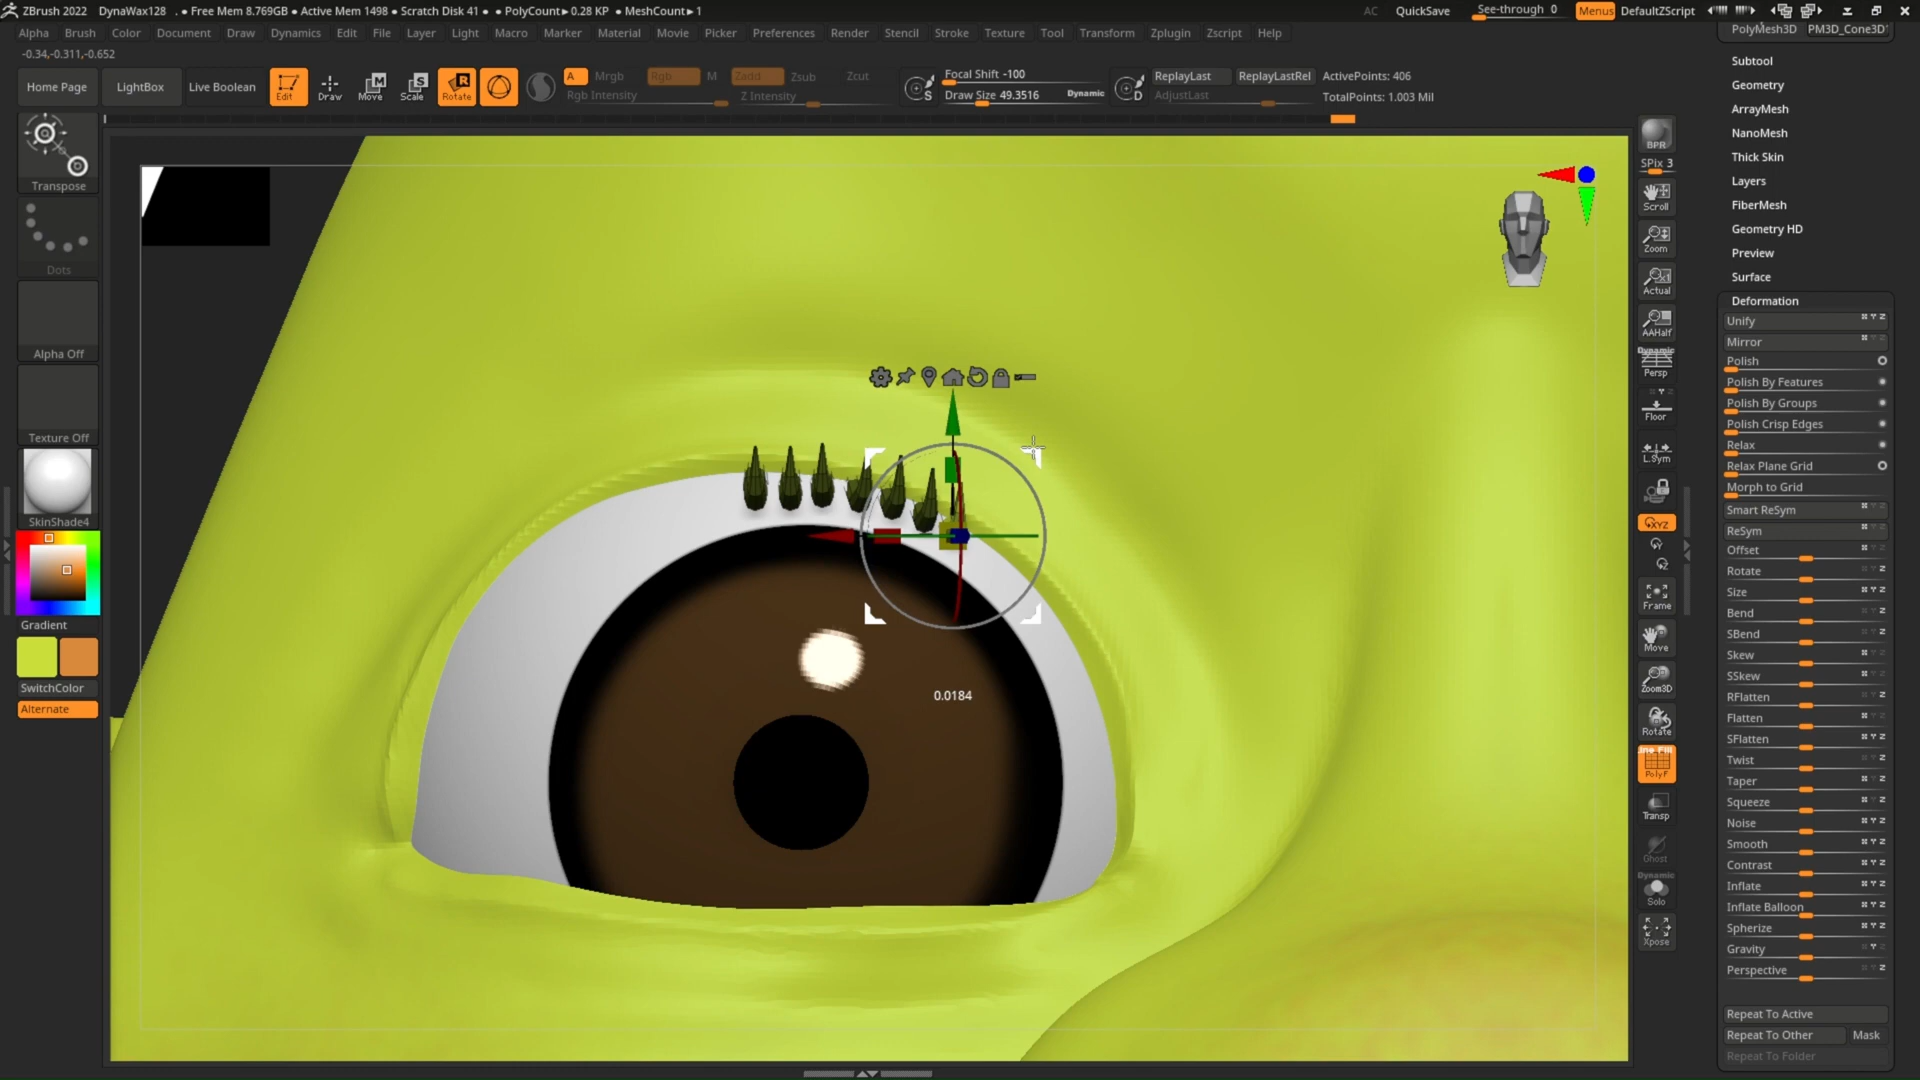 ZBrush 2022 DynaWax128 . • Free Mem 8.769GB • Active Mem 1498 • Scratch Disk 41 • • PolyCount▸0.28 KP • MeshCount▸1 AC QuickSave See-through 0 Menus DefaultZScript
Alpha Brush Color Document Draw Dynamics Edit File Layer Light Macro Marker Material Movie Picker Preferences Render Stencil Stroke Texture Tool Transform Zplugin Zscript Help
PolyMesh3D PM3D_Cone3D
-0.34,-0.311,-0.652
Home Page LightBox Live Boolean Edit Draw Move Scale Rotate
A Mrgb Rgb M Zadd Zsub Zcut
Rgb Intensity Z Intensity
Focal Shift -100
Draw Size 49.3516 Dynamic
ReplayLast ReplayLastRel ActivePoints: 406
AdjustLast TotalPoints: 1.003 Mil
Transpose
Dots
Alpha Off
Texture Off
SkinShade4
Gradient
SwitchColor
Alternate
0.0184
BPR
SPix 3
Scroll
Zoom
Actual
AAHalf
Dynamic
Persp
Floor
L.Sym
XYZ
Frame
Move
Zoom3D
Rotate
Line Fill
PolyF
Transp
Ghost
Dynamic
Solo
Xpose
Subtool
Geometry
ArrayMesh
NanoMesh
Thick Skin
Layers
FiberMesh
Geometry HD
Preview
Surface
Deformation
Unify
Mirror
Polish
Polish By Features
Polish By Groups
Polish Crisp Edges
Relax
Relax Plane Grid
Morph to Grid
Smart ReSym
ReSym
Offset
Rotate
Size
Bend
SBend
Skew
SSkew
RFlatten
Flatten
SFlatten
Twist
Taper
Squeeze
Noise
Smooth
Contrast
Inflate
Inflate Balloon
Spherize
Gravity
Perspective
Repeat To Active
Repeat To Other Mask
Repeat To Folder